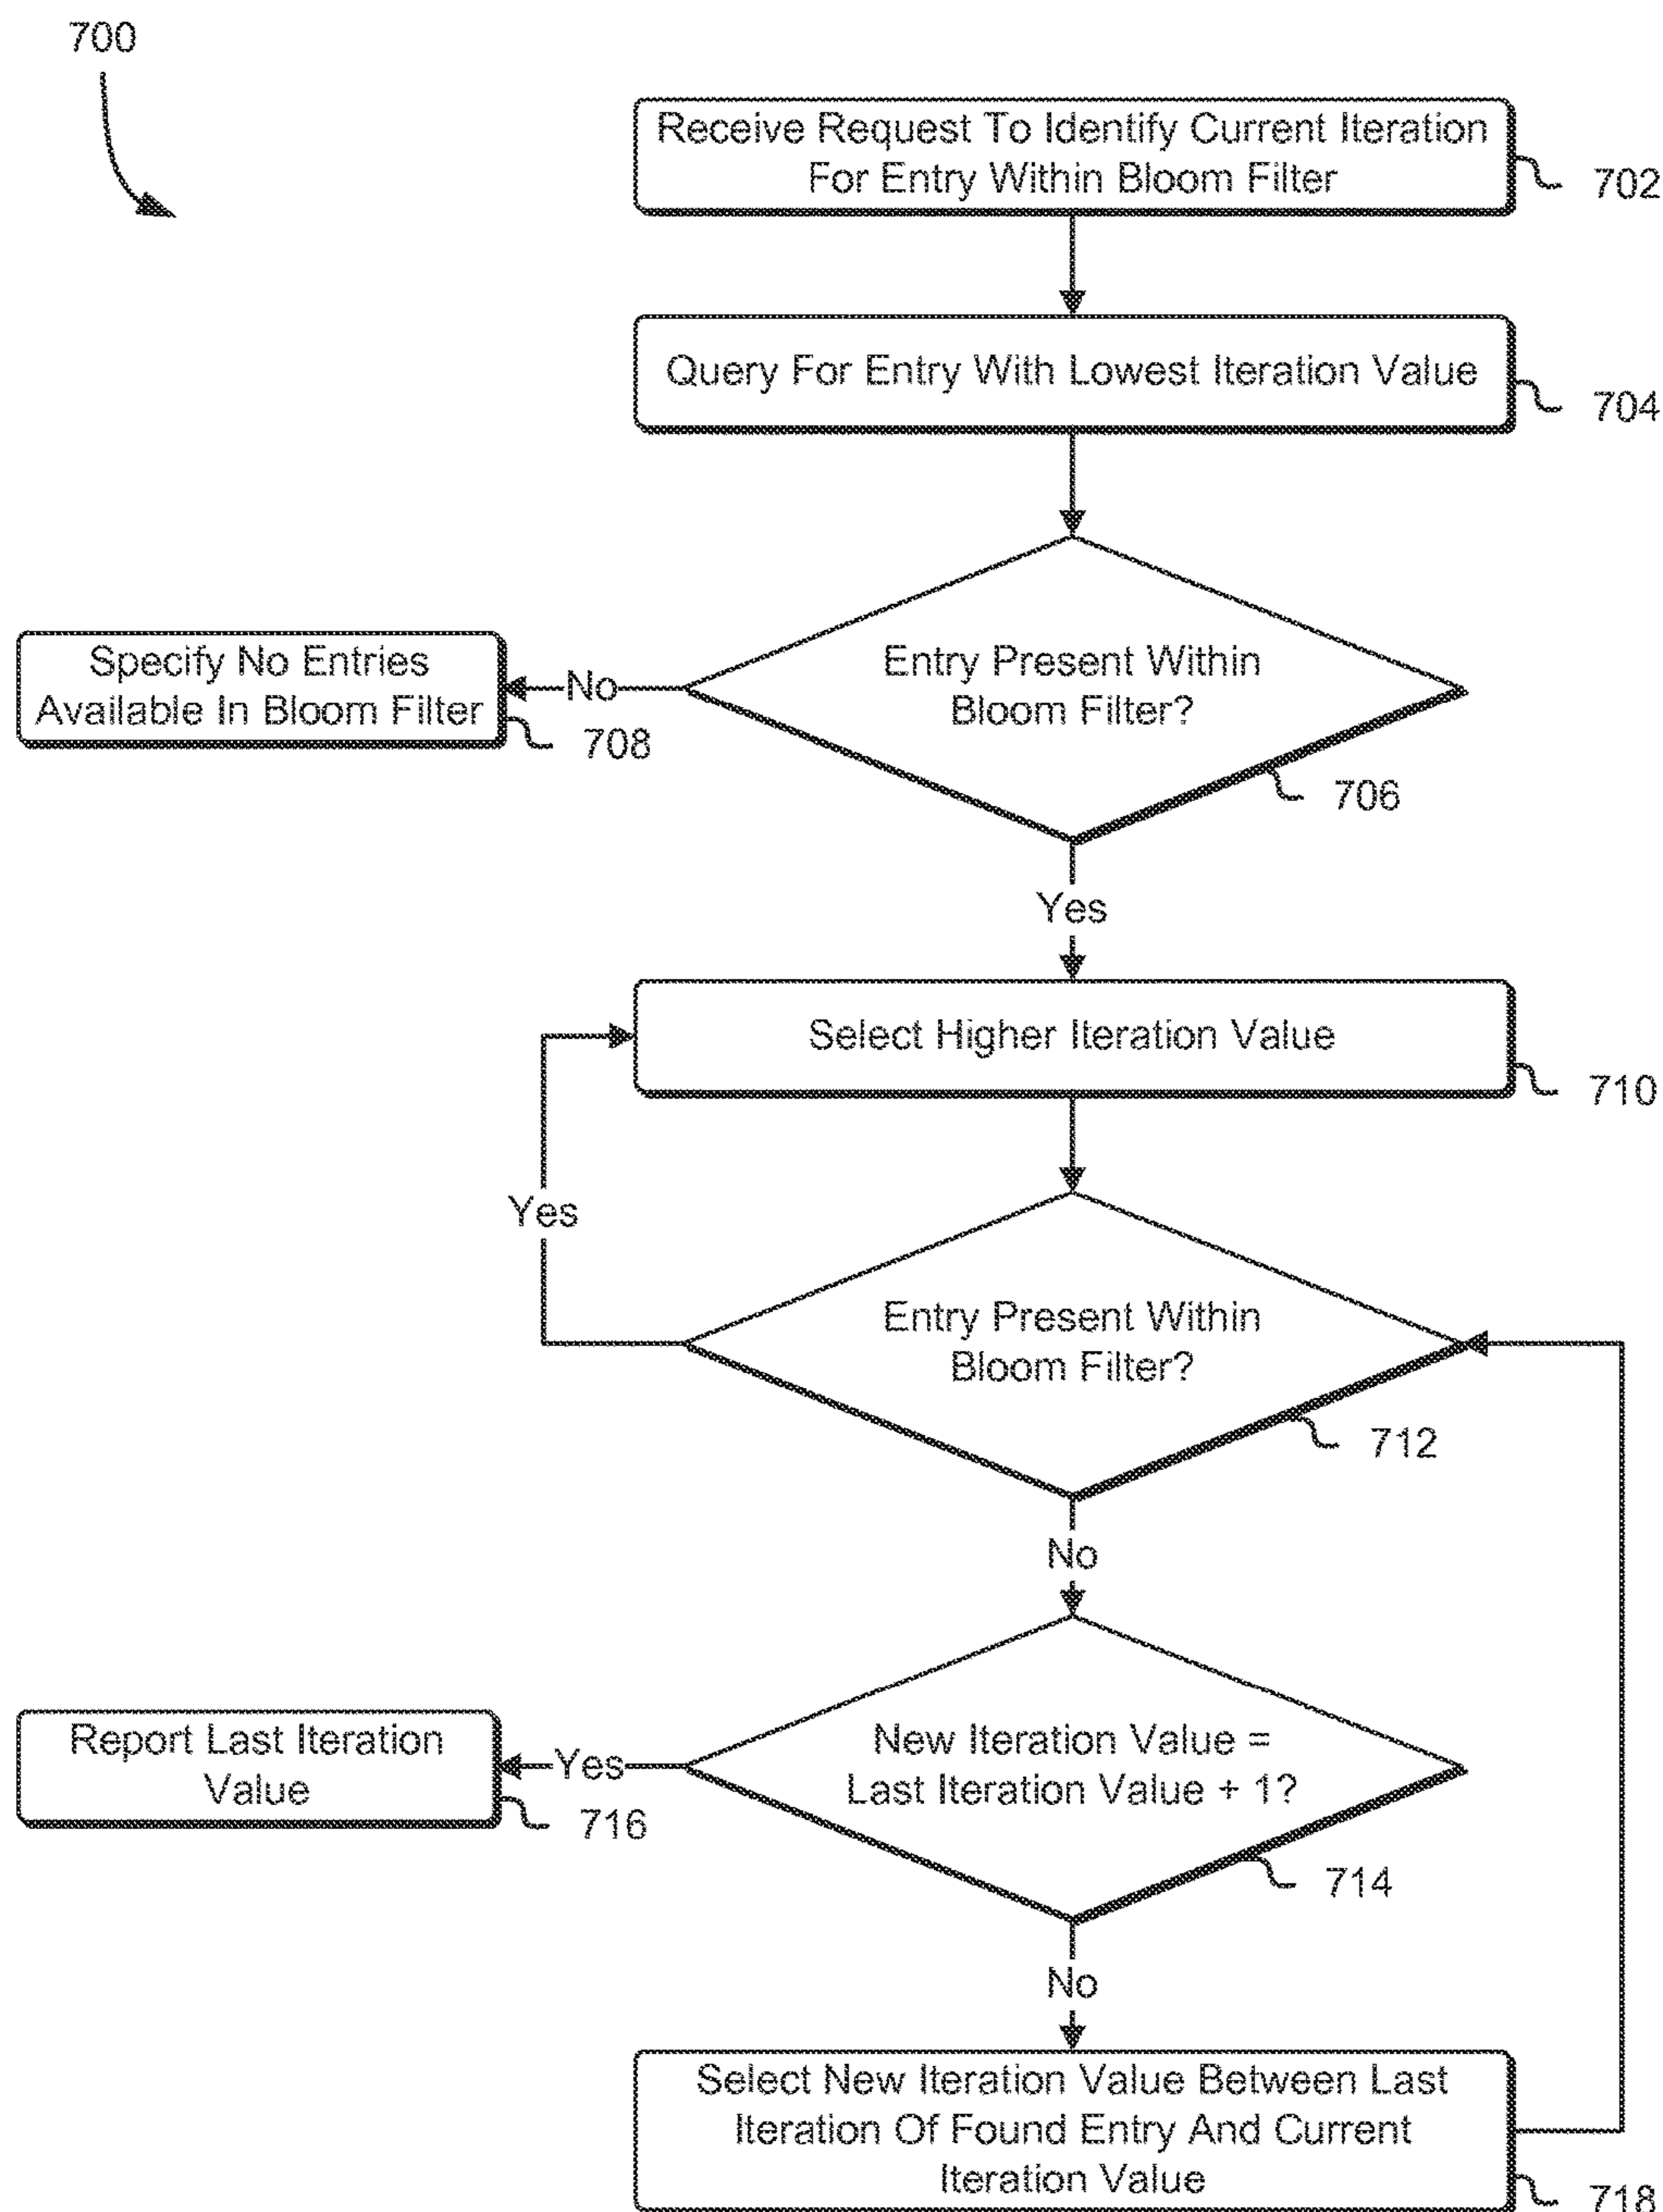 700
Receive Request To Identify Current Iteration
For Entry Within Bloom Filter
702
Query For Entry With Lowest Iteration Value
704
Entry Present Within
Bloom Filter?
706
No
Specify No Entries
Available In Bloom Filter
708
Yes
Select Higher Iteration Value
710
Yes
Entry Present Within
Bloom Filter?
712
No
New Iteration Value =
Last Iteration Value + 1?
714
Yes
Report Last Iteration
Value
716
No
Select New Iteration Value Between Last
Iteration Of Found Entry And Current
Iteration Value
718